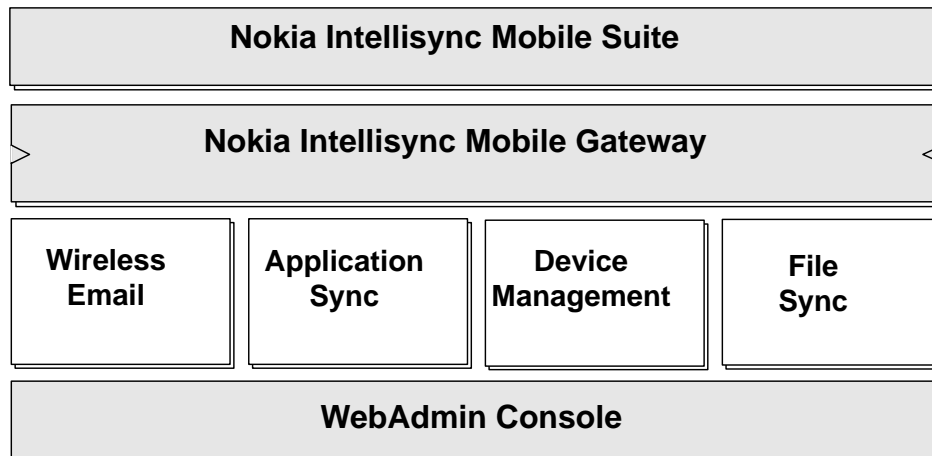 Nokia Intellisync Mobile Suite
Nokia Intellisync Mobile Gateway
Wireless
Email
Application
Sync
Device
Management
File
Sync
WebAdmin Console